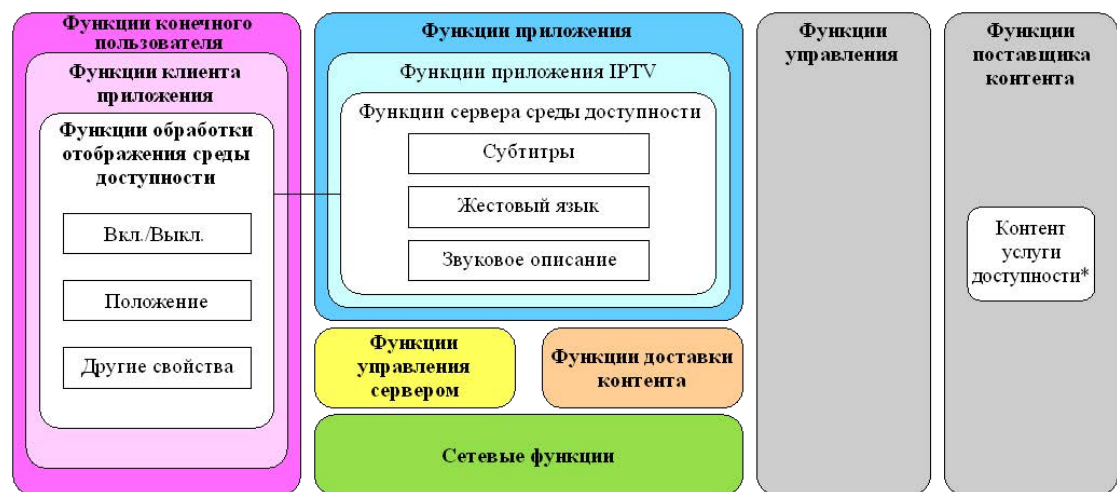 Функции конечного
пользователя
Функции клиента
приложения
Функции обработки
отображения среды
доступности
Вкл./Выкл.
Положение
Другие свойства
Функции приложения
Функции приложения IPTV
Функции сервера среды доступности
Субтитры
Жестовый язык
Звуковое описание
Функции
управления
сервером
Функции доставки
контента
Сетевые функции
Функции
управления
Функции
поставщика
контента
Контент
услуги
доступности*